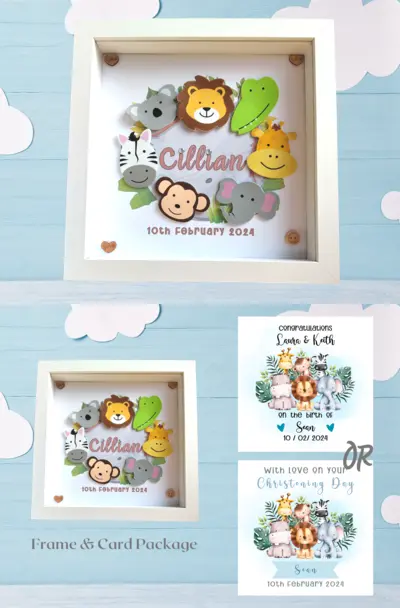 Cillian
10th February 2024
Cillian
10th February 2024
Frame & Card Package
Congratulations
Laura & Keith
on the birth of
Sean
10 / 02/ 2024
OR
With love on your
Christening Day
Sean
10th February 2024